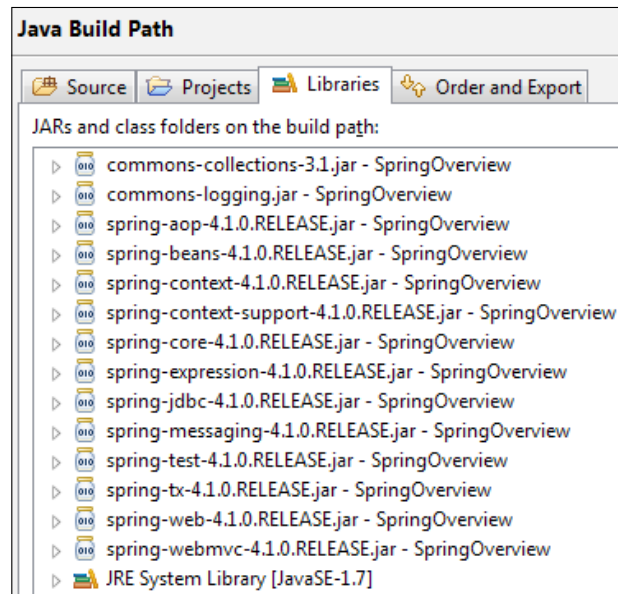 Java Build Path
Source Projects Libraries Order and Export
JARs and class folders on the build path:
commons-collections-3.1.jar - SpringOverview
commons-logging.jar - SpringOverview
spring-aop-4.1.0.RELEASE.jar - SpringOverview
spring-beans-4.1.0.RELEASE.jar - SpringOverview
spring-context-4.1.0.RELEASE.jar - SpringOverview
spring-context-support-4.1.0.RELEASE.jar - SpringOverview
spring-core-4.1.0.RELEASE.jar - SpringOverview
spring-expression-4.1.0.RELEASE.jar - SpringOverview
spring-jdbc-4.1.0.RELEASE.jar - SpringOverview
spring-messaging-4.1.0.RELEASE.jar - SpringOverview
spring-test-4.1.0.RELEASE.jar - SpringOverview
spring-tx-4.1.0.RELEASE.jar - SpringOverview
spring-web-4.1.0.RELEASE.jar - SpringOverview
spring-webmvc-4.1.0.RELEASE.jar - SpringOverview
JRE System Library [JavaSE-1.7]